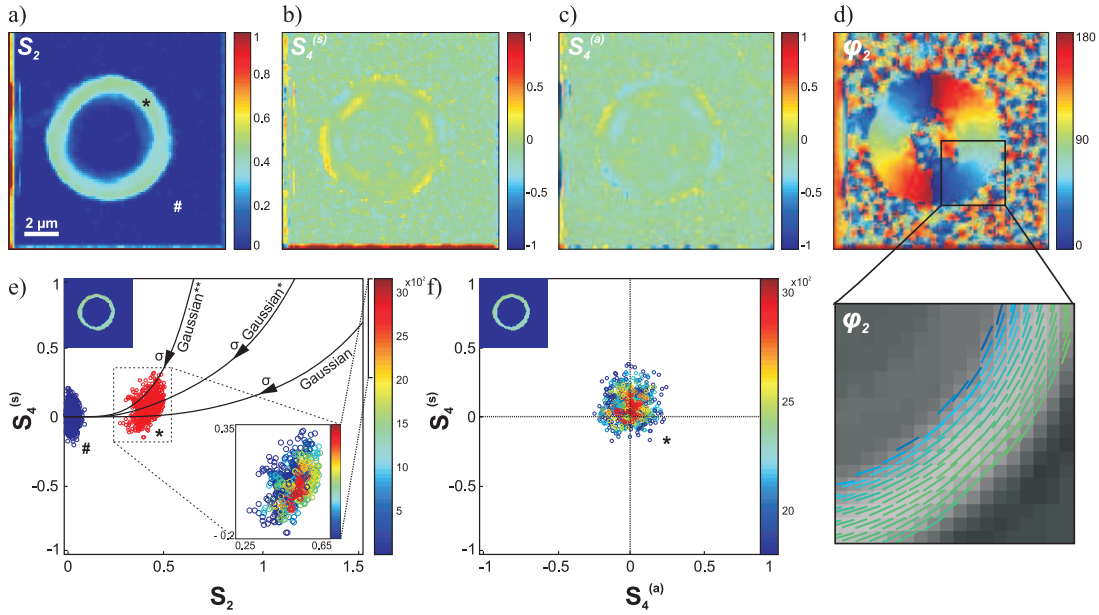 a)
S2
*
#
2 µm
1
0.8
0.6
0.4
0.2
0
b)
S4(s)
1
0.5
0
-0.5
-1
c)
S4(a)
1
0.5
0
-0.5
-1
d)
φ2
180
90
0
e)
S4(s)
1
0.5
0
-0.5
-1
0
0.5
1
1.5
S2
Gaussian**
Gaussian*
Gaussian
σ
σ
σ
#
*
0.35
-0.2
0.25
0.65
x10²
30
25
20
15
10
5
f)
S4(s)
1
0.5
0
-0.5
-1
-1
-0.5
0
0.5
1
S4(a)
*
x10²
30
25
20
φ2